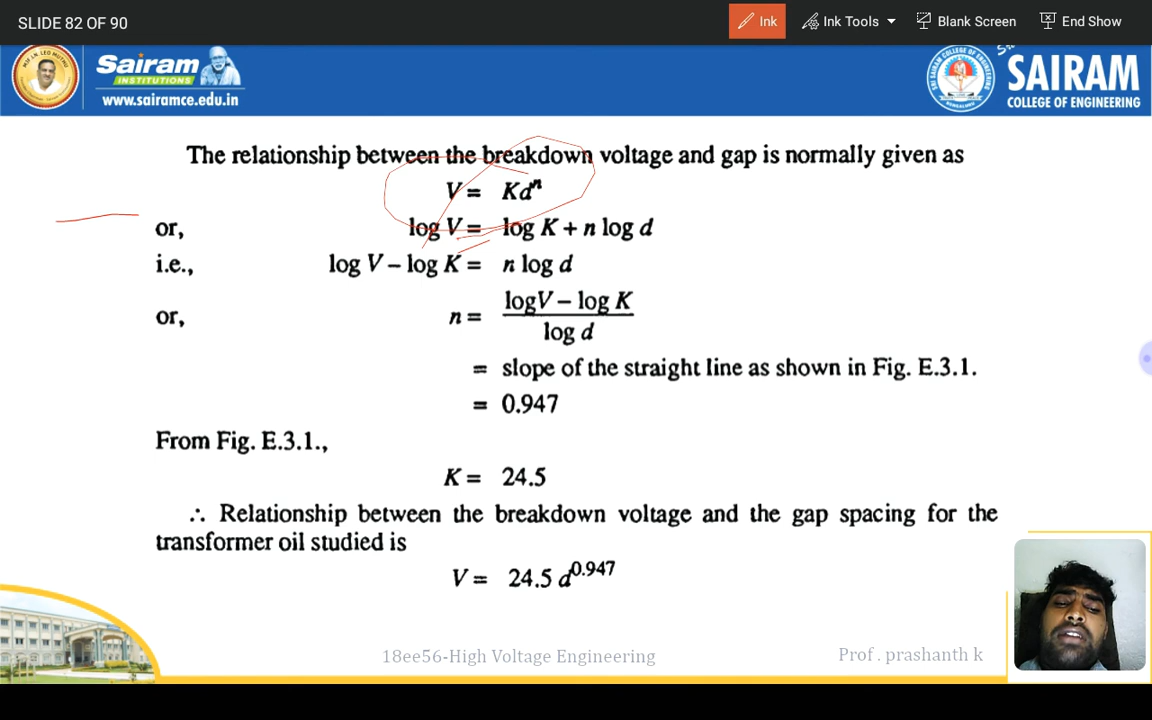 SLIDE 82 OF 90
Ink
Ink Tools
Blank Screen
End Show
Sairam
INSTITUTIONS
www.sairamce.edu.in
SAIRAM
COLLEGE OF ENGINEERING
The relationship between the breakdown voltage and gap is normally given as
V = Kdⁿ
or, log V = log K + n log d
i.e., log V – log K = n log d
or, n = logV – log K / log d
= slope of the straight line as shown in Fig. E.3.1.
= 0.947
From Fig. E.3.1.,
K = 24.5
∴ Relationship between the breakdown voltage and the gap spacing for the
transformer oil studied is
V = 24.5 d^0.947
18ee56-High Voltage Engineering
Prof . prashanth k